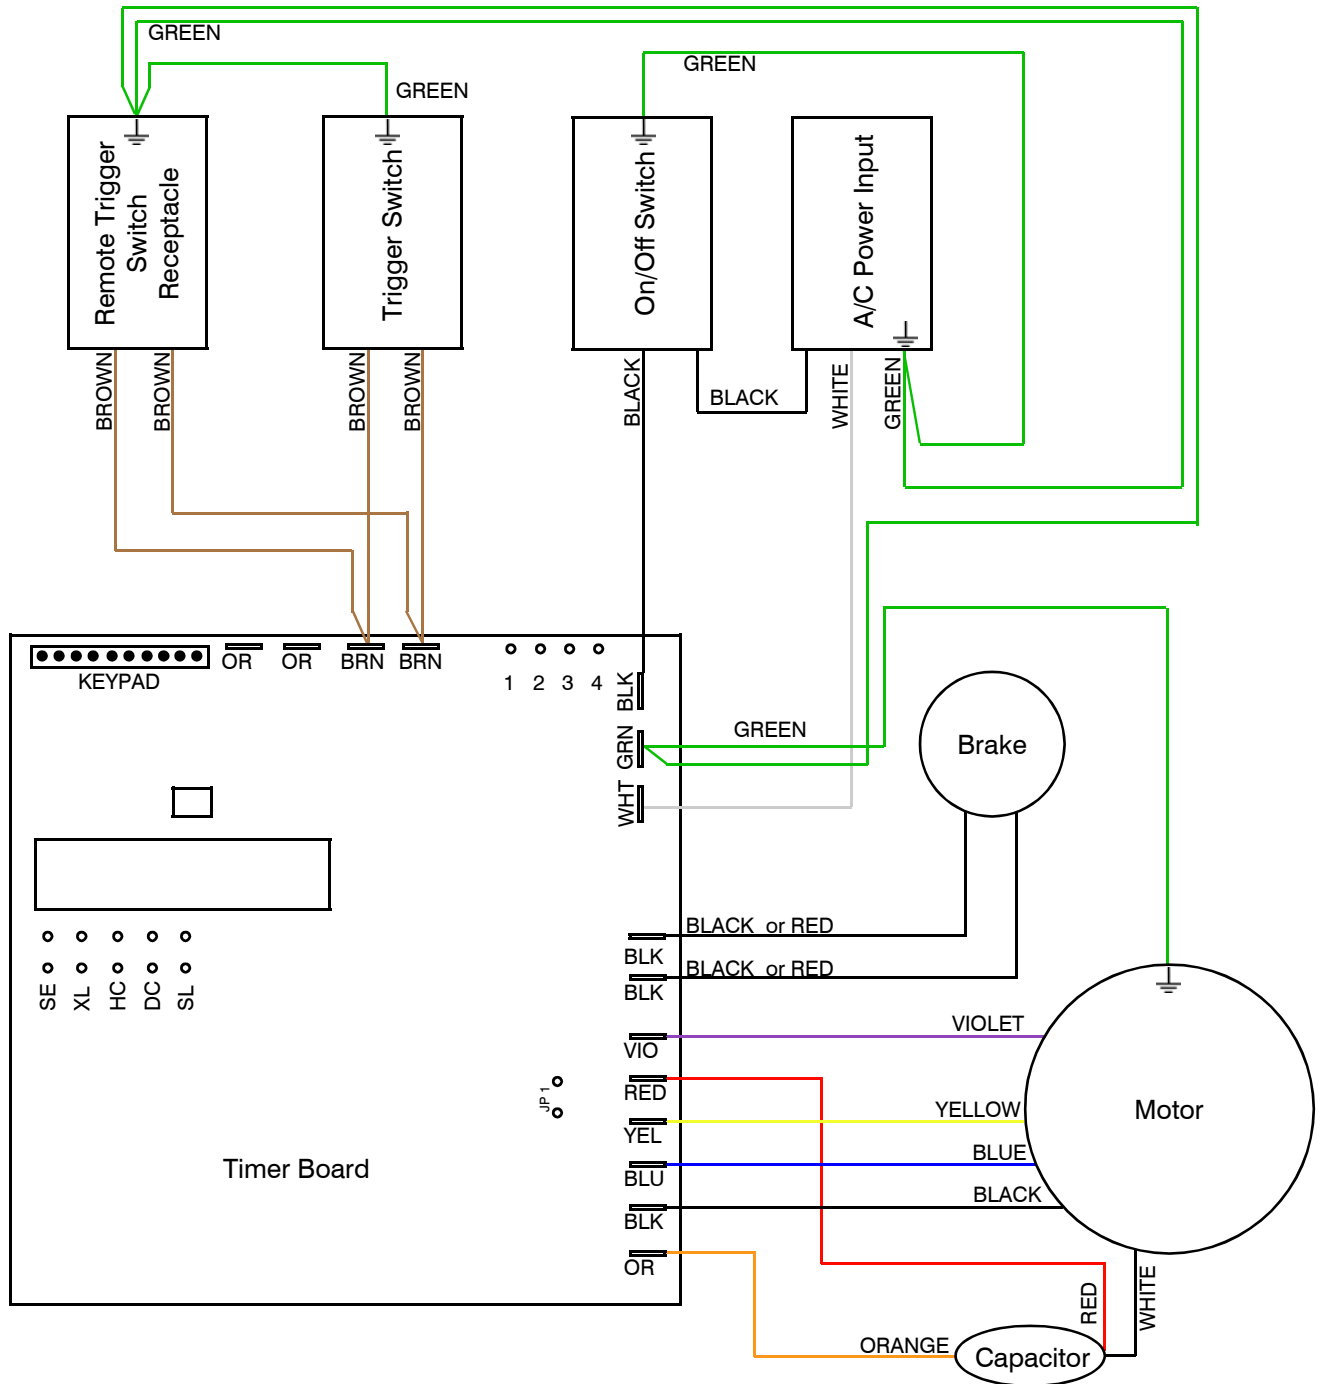 GREEN
GREEN
GREEN
Remote Trigger
Switch
Receptacle
Trigger Switch
On/Off Switch
A/C Power Input
BROWN
BROWN
BROWN
BROWN
BLACK
BLACK
WHITE
GREEN
KEYPAD
OR
OR
BRN
BRN
1
2
3
4
BLK
GRN
WHT
GREEN
Brake
BLACK or RED
BLK
BLACK or RED
BLK
SE
XL
HC
DC
SL
VIOLET
VIO
JP 1
RED
YELLOW
YEL
Motor
BLUE
BLU
BLACK
BLK
Timer Board
OR
RED
WHITE
ORANGE
Capacitor